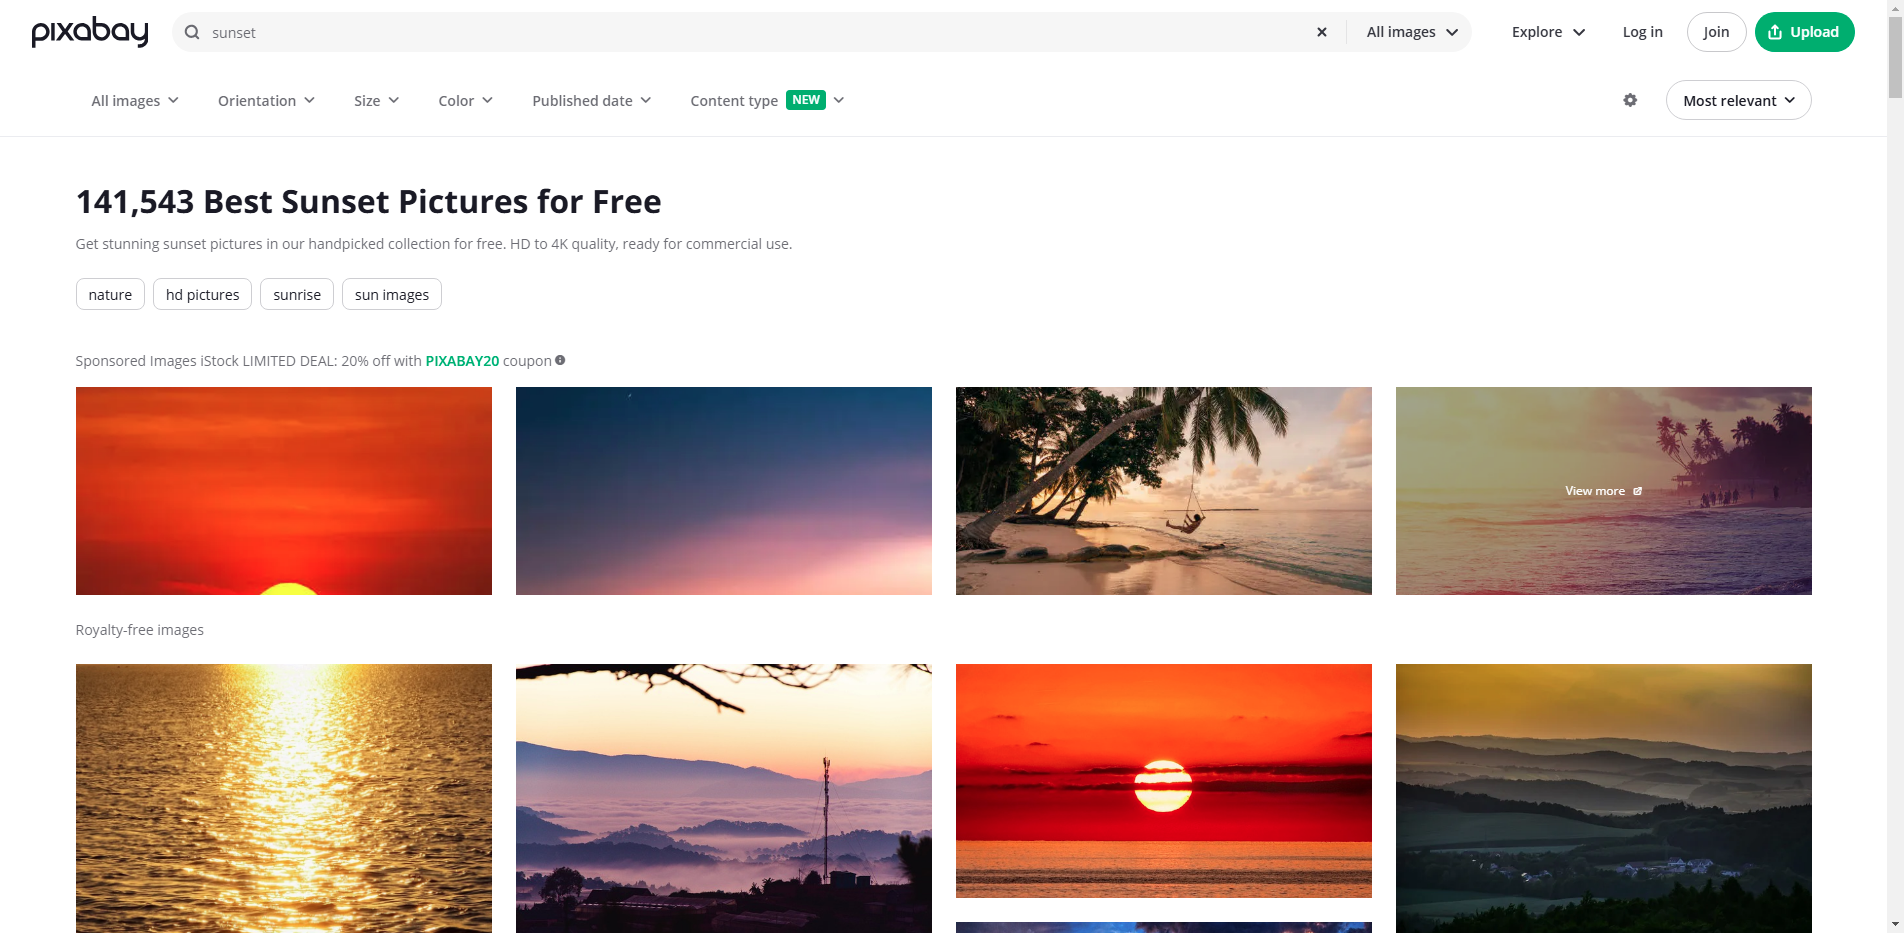 pixabay
sunset
All images
Explore
Log in
Join
Upload
All images
Orientation
Size
Color
Published date
Content type NEW
Most relevant
141,543 Best Sunset Pictures for Free
Get stunning sunset pictures in our handpicked collection for free. HD to 4K quality, ready for commercial use.
nature
hd pictures
sunrise
sun images
Sponsored Images iStock LIMITED DEAL: 20% off with PIXABAY20 coupon
View more
Royalty-free images